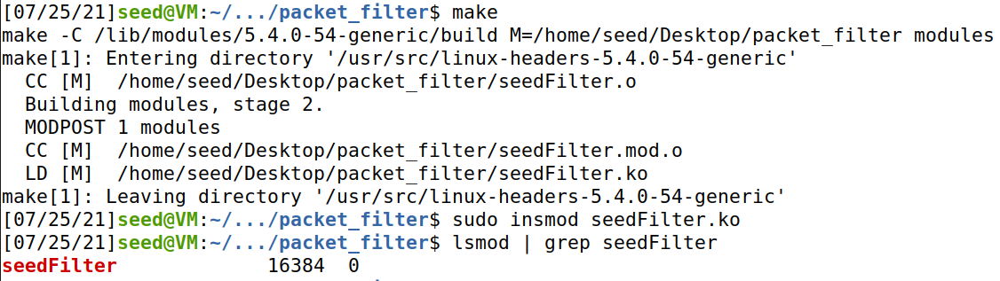 [07/25/21]seed@VM:~/.../packet_filter$ make
make -C /lib/modules/5.4.0-54-generic/build M=/home/seed/Desktop/packet_filter modules
make[1]: Entering directory '/usr/src/linux-headers-5.4.0-54-generic'
  CC [M]  /home/seed/Desktop/packet_filter/seedFilter.o
  Building modules, stage 2.
  MODPOST 1 modules
  CC [M]  /home/seed/Desktop/packet_filter/seedFilter.mod.o
  LD [M]  /home/seed/Desktop/packet_filter/seedFilter.ko
make[1]: Leaving directory '/usr/src/linux-headers-5.4.0-54-generic'
[07/25/21]seed@VM:~/.../packet_filter$ sudo insmod seedFilter.ko
[07/25/21]seed@VM:~/.../packet_filter$ lsmod | grep seedFilter
seedFilter             16384  0